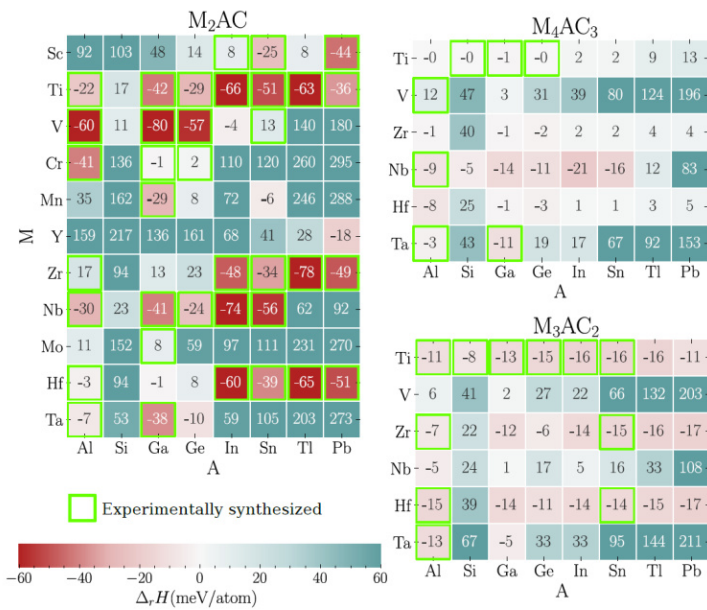 M₂AC
Sc 92 103 48 14 8 -25 8 -44
Ti -22 17 -42 -29 -66 -51 -63 -36
V -60 11 -80 -57 -4 13 140 180
Cr -41 136 -1 2 110 120 260 295
Mn 35 162 -29 8 72 -6 246 288
M
Y 159 217 136 161 68 41 28 -18
Zr 17 94 13 23 -48 -34 -78 -49
Nb -30 23 -41 -24 -74 -56 62 92
Mo 11 152 8 59 97 111 231 270
Hf -3 94 -1 8 -60 -39 -65 -51
Ta -7 53 -38 -10 59 105 203 273
Al Si Ga Ge In Sn Tl Pb
A
Experimentally synthesized
-60 -40 -20 0 20 40 60
ΔᵣH(meV/atom)
M₄AC₃
Ti -0 -0 -1 -0 2 2 9 13
V 12 47 3 31 39 80 124 196
Zr -1 40 -1 -2 2 2 4 4
Nb -9 -5 -14 -11 -21 -16 12 83
Hf -8 25 -1 -3 1 1 3 5
Ta -3 43 -11 19 17 67 92 153
Al Si Ga Ge In Sn Tl Pb
A
M₃AC₂
Ti -11 -8 -13 -15 -16 -16 -16 -11
V 6 41 2 27 22 66 132 203
Zr -7 22 -12 -6 -14 -15 -16 -17
Nb -5 24 1 17 5 16 33 108
Hf -15 39 -14 -11 -14 -14 -15 -17
Ta -13 67 -5 33 33 95 144 211
Al Si Ga Ge In Sn Tl Pb
A